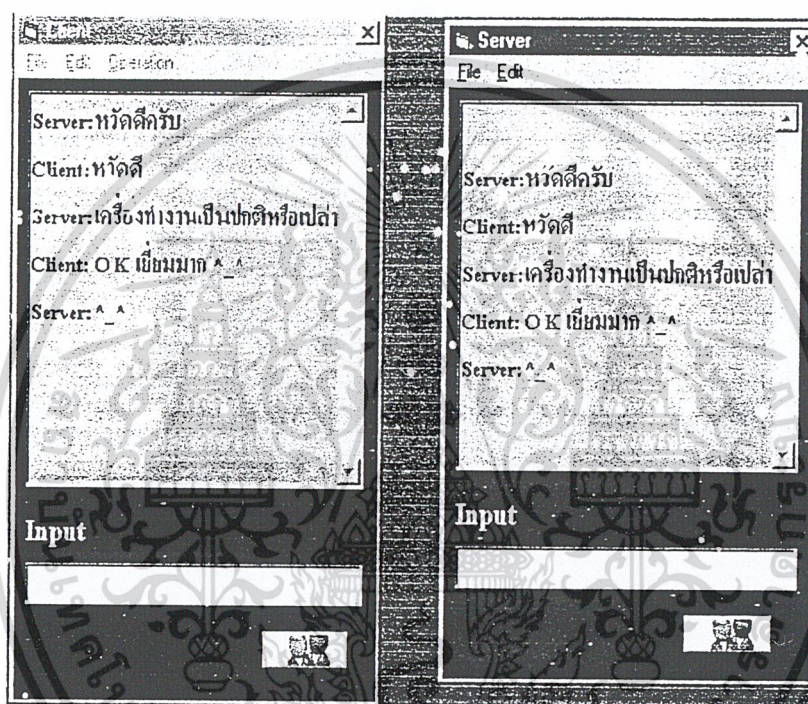 Client
File Edit Operation
Server:หวัดดีครับ
Client:หวัดดี
Server:เครื่องทำงานเป็นปกติหรือเปล่า
Client: O K เยี่ยมมาก ^_^
Server: ^_^
Input
Server
File Edit
Server:หวัดดีครับ
Client:หวัดดี
Server:เครื่องทำงานเป็นปกติหรือเปล่า
Client: O K เยี่ยมมาก ^_^
Server: ^_^
Input